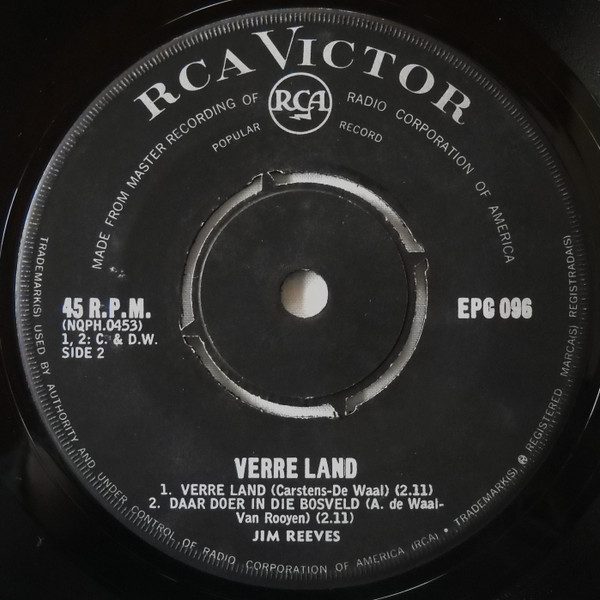 RCA VICTOR
MADE FROM MASTER RECORDING OF RADIO CORPORATION OF AMERICA
RCA
POPULAR RECORD
45 R.P.M.
(NQPH.0453)
1, 2: C. & D.W.
SIDE 2
EPC 096
VERRE LAND
1. VERRE LAND (Carstens-De Waal) (2.11)
2. DAAR DOER IN DIE BOSVELD (A. de Waal-
Van Rooyen) (2.11)
JIM REEVES
TRADEMARK(S) USED BY AUTHORITY AND UNDER CONTROL OF RADIO CORPORATION OF AMERICA (RCA) • TRADEMARK(S) ® REGISTERED MARCA(S) REGISTRADA(S)